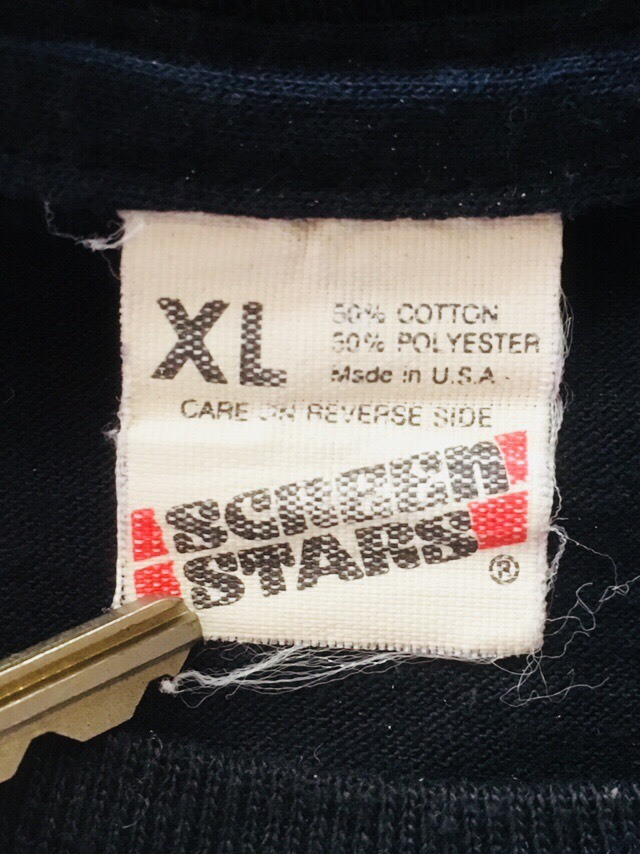 XL
50% COTTON
50% POLYESTER
Made in U.S.A.
CARE ON REVERSE SIDE
SCREEN
STARS
®